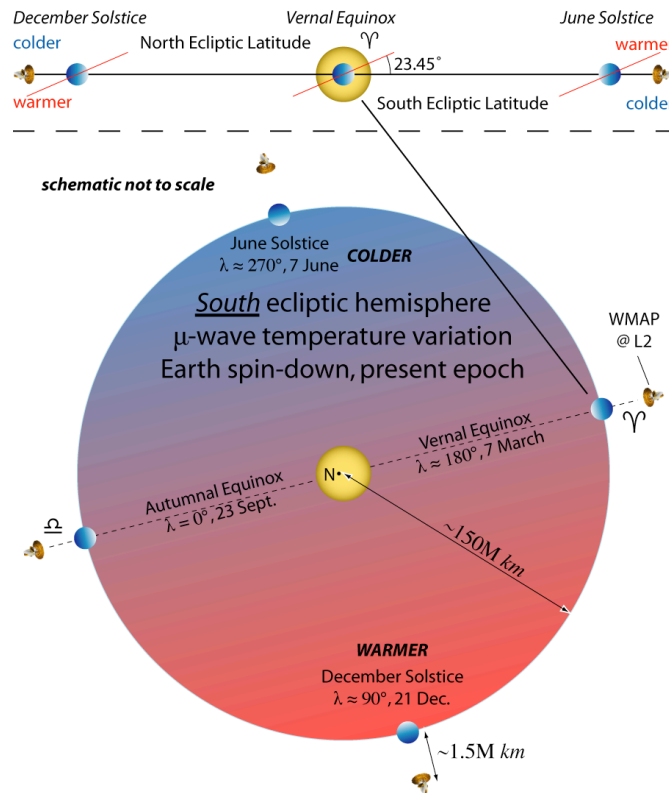 December Solstice
Vernal Equinox
June Solstice
colder
North Ecliptic Latitude
♈
23.45°
warme
warmer
South Ecliptic Latitude
colde
schematic not to scale
June Solstice
λ ≈ 270°, 7 June
COLDER
South ecliptic hemisphere
μ-wave temperature variation
Earth spin-down, present epoch
WMAP
@ L2
♈
Vernal Equinox
λ ≈ 180°, 7 March
N
Autumnal Equinox
λ = 0°, 23 Sept.
♎
~150M km
WARMER
December Solstice
λ ≈ 90°, 21 Dec.
~1.5M km